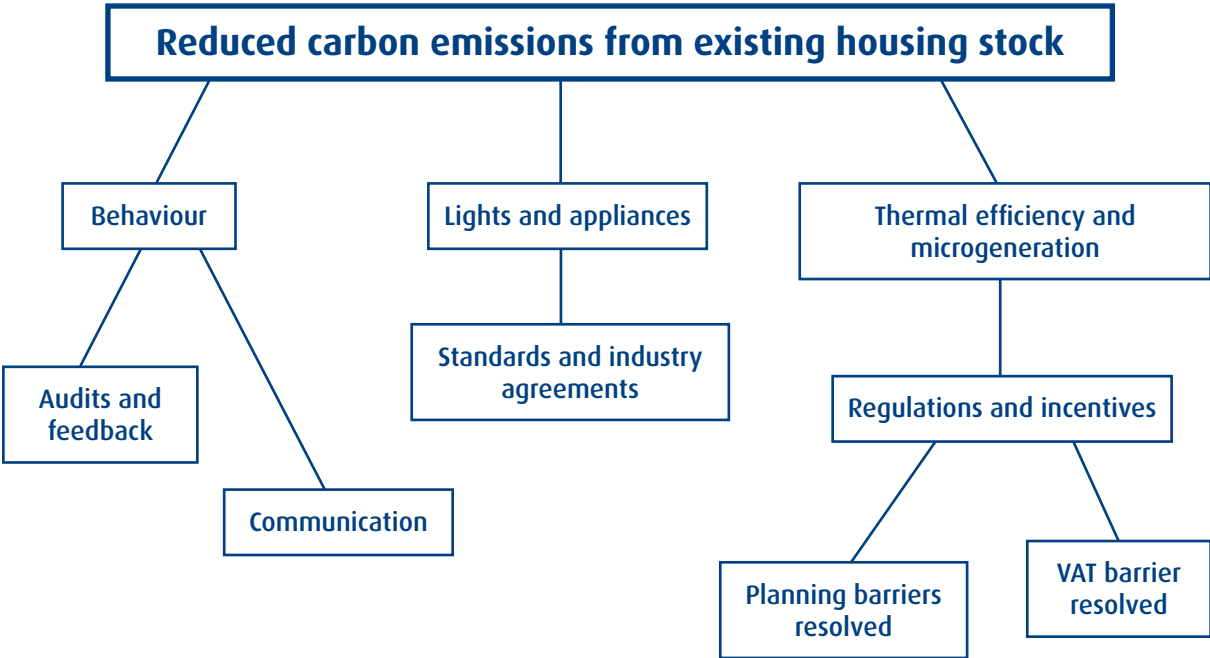 Reduced carbon emissions from existing housing stock
Behaviour
Lights and appliances
Thermal efficiency and
microgeneration
Audits and
feedback
Standards and industry
agreements
Regulations and incentives
Communication
Planning barriers
resolved
VAT barrier
resolved